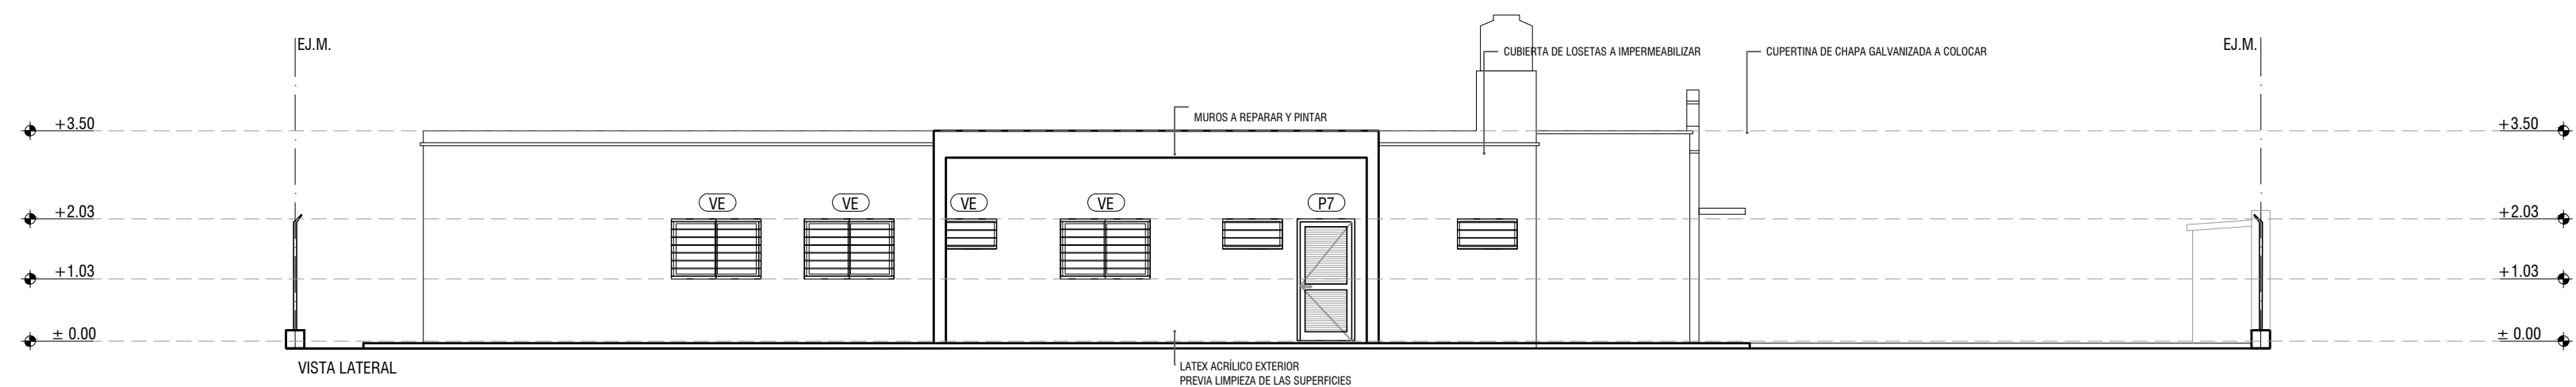 EJ.M.
EJ.M.
CUBIERTA DE LOSETAS A IMPERMEABILIZAR
CUPERTINA DE CHAPA GALVANIZADA A COLOCAR
MUROS A REPARAR Y PINTAR
+3.50
+3.50
VE
VE
VE
VE
P7
+2.03
+2.03
+1.03
+1.03
± 0.00
± 0.00
VISTA LATERAL
LATEX ACRÍLICO EXTERIOR
PREVIA LIMPIEZA DE LAS SUPERFICIES